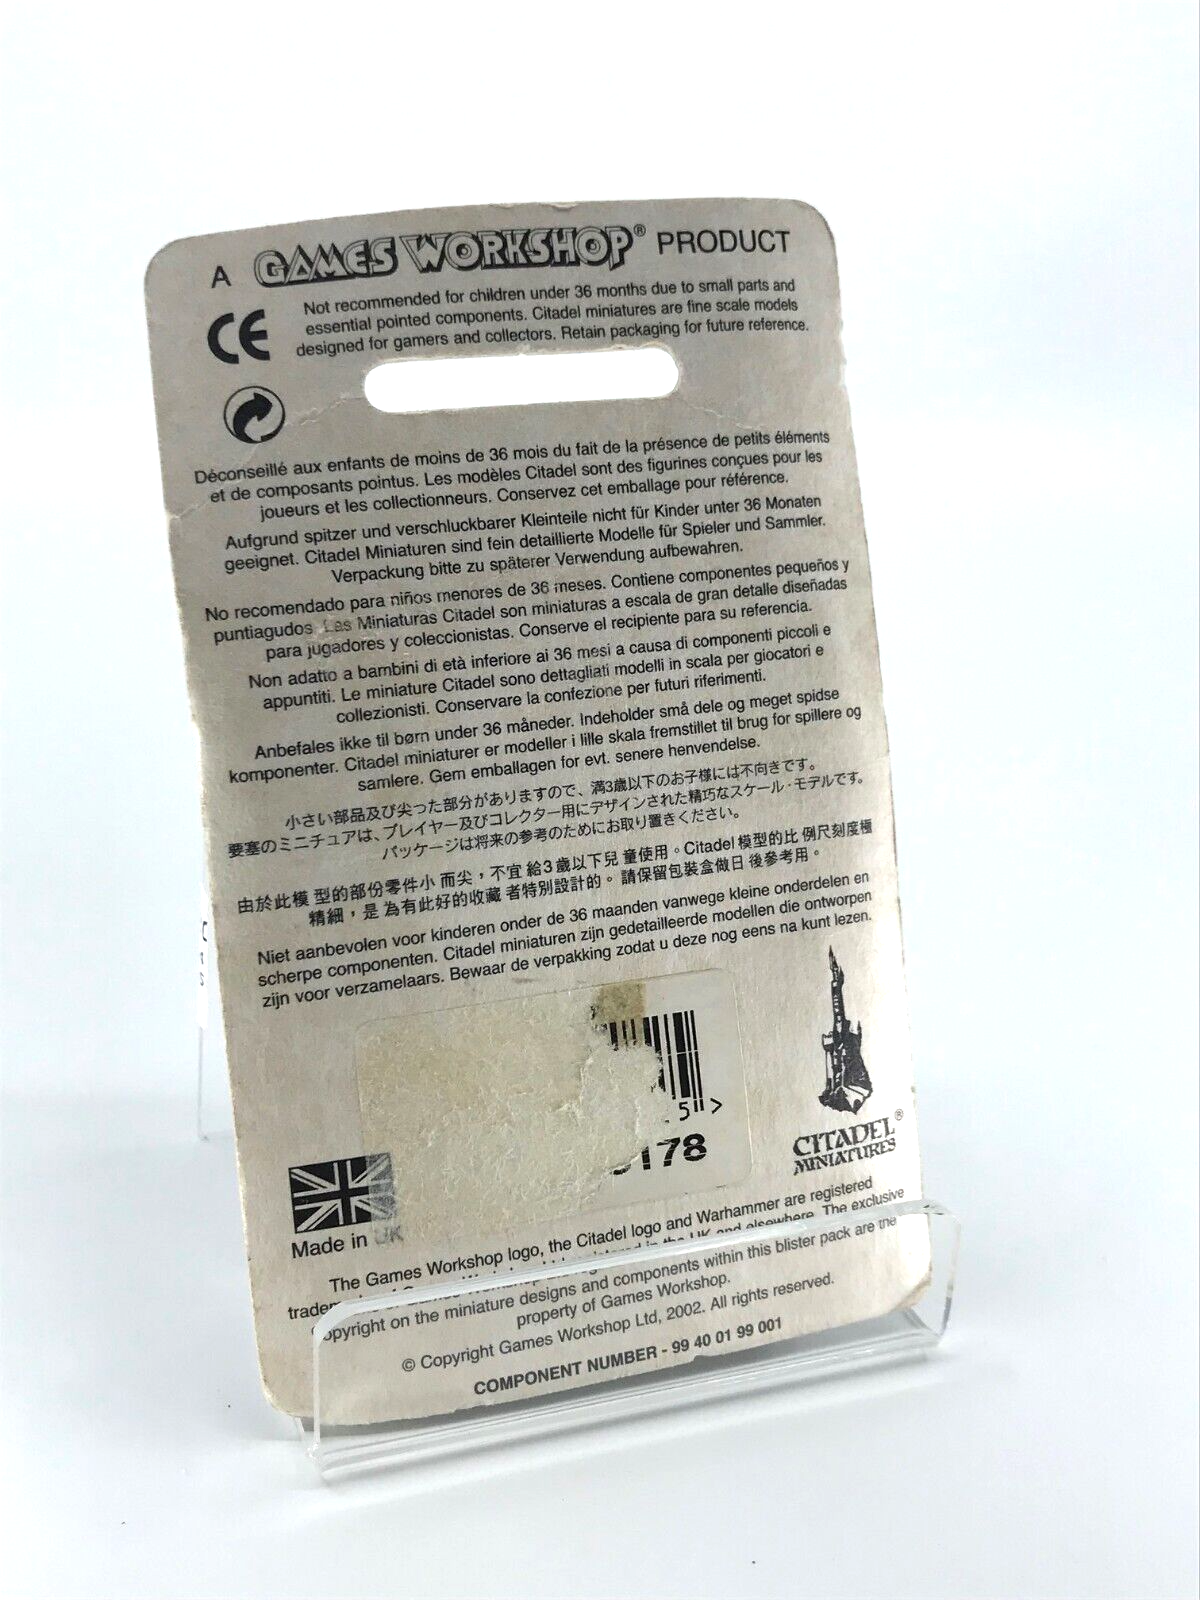 A GAMES WORKSHOP® PRODUCT
CE
Not recommended for children under 36 months due to small parts and
essential pointed components. Citadel miniatures are fine scale models
designed for gamers and collectors. Retain packaging for future reference.
Déconseillé aux enfants de moins de 36 mois du fait de la présence de petits éléments
et de composants pointus. Les modèles Citadel sont des figurines conçues pour les
joueurs et les collectionneurs. Conservez cet emballage pour référence.
Aufgrund spitzer und verschluckbarer Kleinteile nicht für Kinder unter 36 Monaten
geeignet. Citadel Miniaturen sind fein detaillierte Modelle für Spieler und Sammler.
Verpackung bitte zu späterer Verwendung aufbewahren.
No recomendado para niños menores de 36 meses. Contiene componentes pequeños y
puntiagudos. Las Miniaturas Citadel son miniaturas a escala de gran detalle diseñadas
para jugadores y coleccionistas. Conserve el recipiente para su referencia.
Non adatto a bambini di età inferiore ai 36 mesi a causa di componenti piccoli e
appuntiti. Le miniature Citadel sono dettagliati modelli in scala per giocatori e
collezionisti. Conservare la confezione per futuri riferimenti.
Anbefales ikke til børn under 36 måneder. Indeholder små dele og meget spidse
komponenter. Citadel miniaturer er modeller i lille skala fremstillet til brug for spillere og
samlere. Gem emballagen for evt. senere henvendelse.
小さい部品及び尖った部分がありますので、満3歳以下のお子様には不向きです。
要塞のミニチュアは、プレイヤー及びコレクター用にデザインされた精巧なスケール・モデルです。
パッケージは将来の参考のためにお取り置きください。
由於此模 型的部份零件小 而尖，不宜 給3歲以下兒 童使用。Citadel 模型的比 例尺刻度極
精細，是 為有此好的收藏 者特別設計的。請保留包裝盒做日 後參考用。
Niet aanbevolen voor kinderen onder de 36 maanden vanwege kleine onderdelen en
scherpe componenten. Citadel miniaturen zijn gedetailleerde modellen die ontworpen
zijn voor verzamelaars. Bewaar de verpakking zodat u deze nog eens na kunt lezen.
5 >
178
CITADEL®
MINIATURES
Made in UK
The Games Workshop logo, the Citadel logo and Warhammer are registered
in the UK and elsewhere. The exclusive
copyright on the miniature designs and components within this blister pack are the
property of Games Workshop.
© Copyright Games Workshop Ltd, 2002. All rights reserved.
COMPONENT NUMBER - 99 40 01 99 001